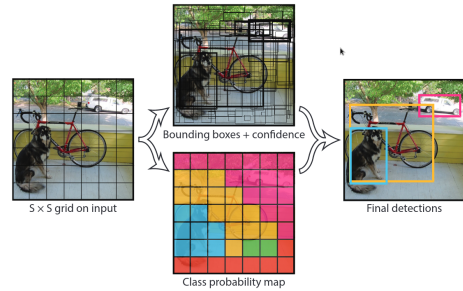 Bounding boxes + confidence
S × S grid on input
Final detections
Class probability map